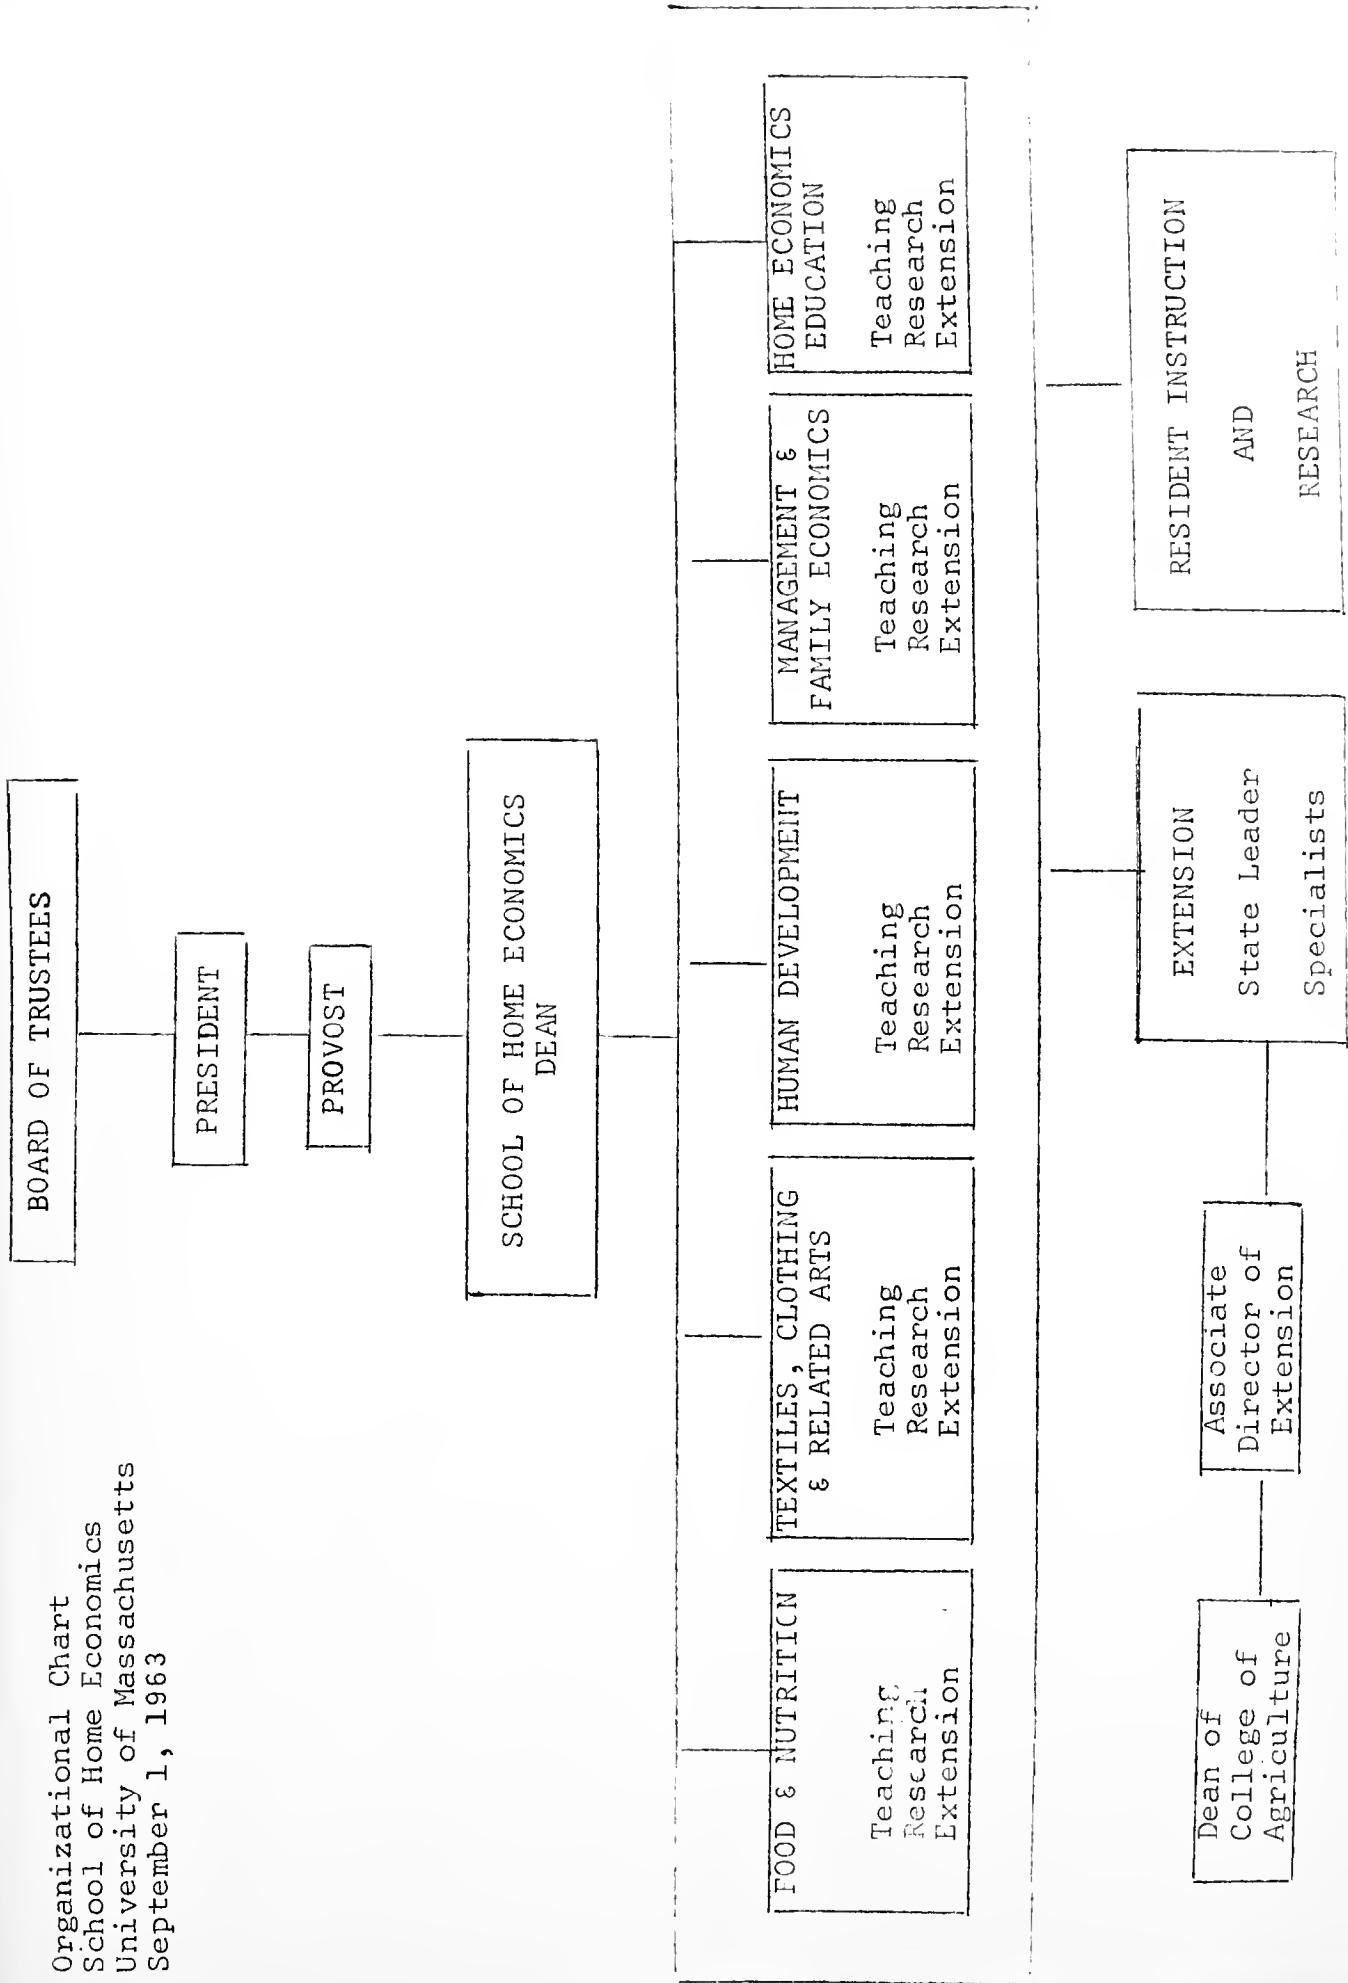 Organizational Chart
School of Home Economics
University of Massachusetts
September 1, 1963
BOARD OF TRUSTEES
PRESIDENT
PROVOST
SCHOOL OF HOME ECONOMICS
DEAN
FOOD & NUTRITION
Teaching
Research
Extension
TEXTILES, CLOTHING
& RELATED ARTS
Teaching
Research
Extension
HUMAN DEVELOPMENT
Teaching
Research
Extension
MANAGEMENT &
FAMILY ECONOMICS
Teaching
Research
Extension
HOME ECONOMICS
EDUCATION
Teaching
Research
Extension
Dean of
College of
Agriculture
Associate
Director of
Extension
EXTENSION
State Leader
Specialists
RESIDENT INSTRUCTION
AND
RESEARCH